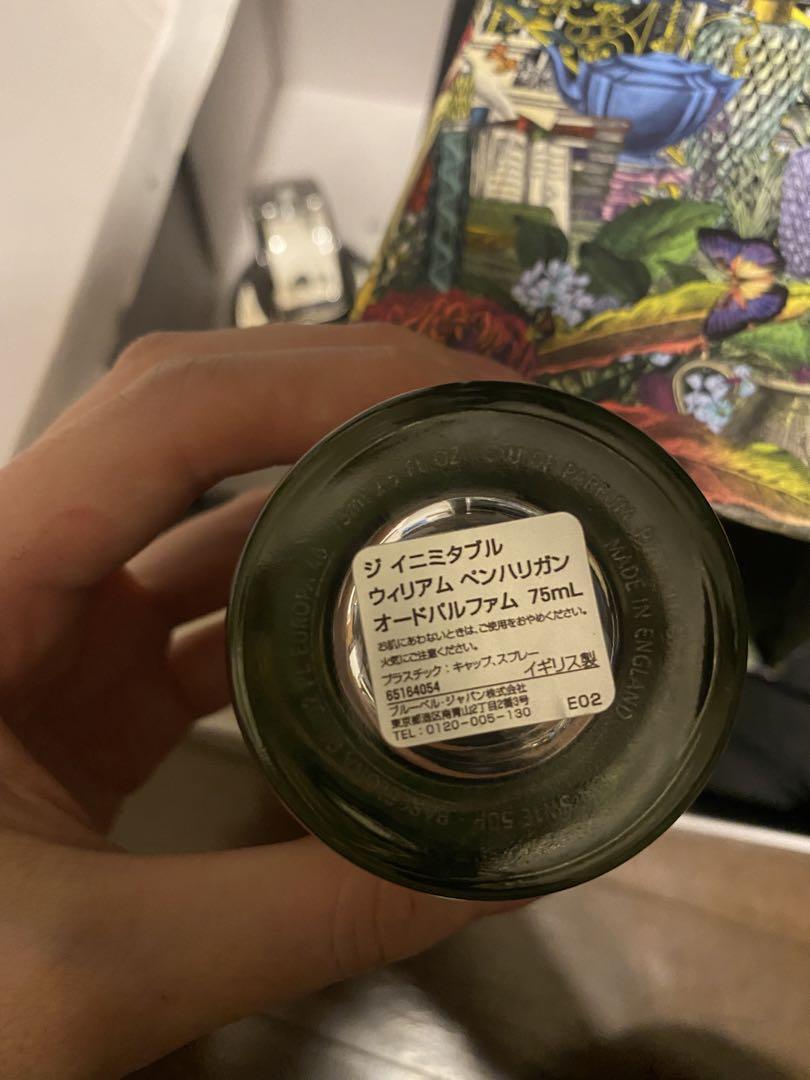 ジ イニミタブル
ウィリアム ペンハリガン
オードパルファム 75mL
お肌にあわないときは、ご使用をおやめください。
火気にご注意ください。
プラスチック：キャップ、スプレー
65164054 イギリス製
ブルーベル・ジャパン株式会社
東京都港区南青山2丁目2番3号
TEL：0120-005-130 E02
FL OZ
MADE IN ENGLAND